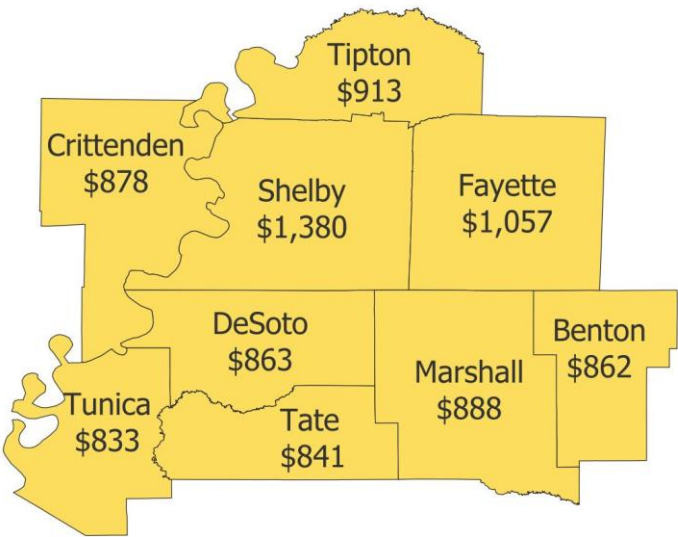 Tipton
$913
Crittenden
$878
Shelby
$1,380
Fayette
$1,057
DeSoto
$863
Benton
$862
Marshall
$888
Tunica
$833
Tate
$841